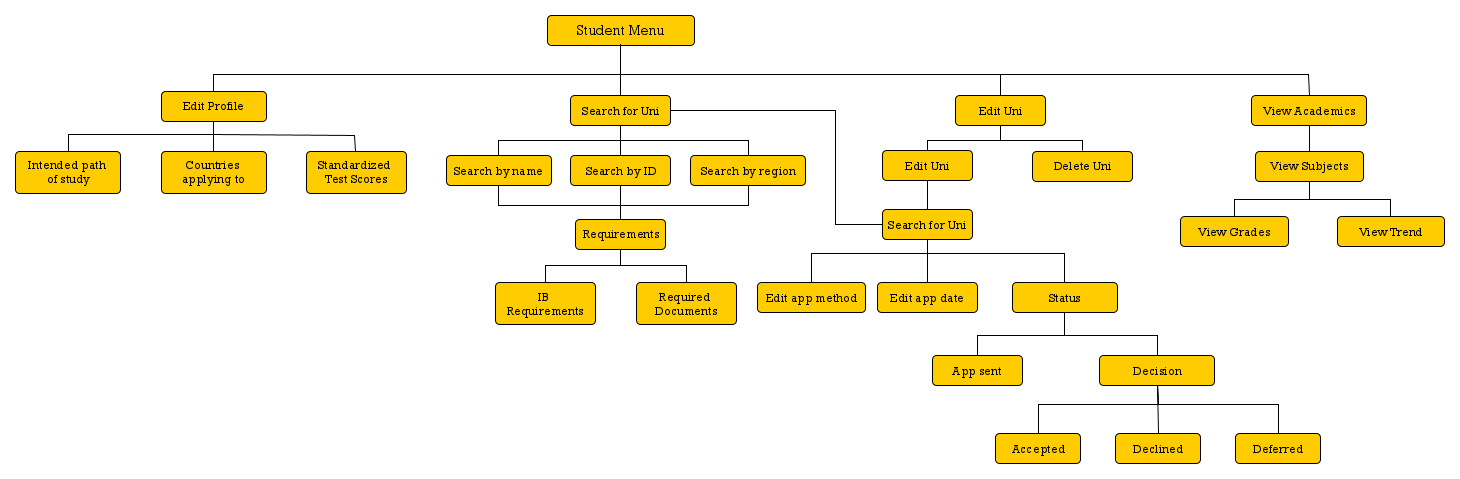 Student Menu
Edit Profile
Search for Uni
Edit Uni
View Academics
Intended path
of study
Countries
applying to
Standardized
Test Scores
Search by name
Search by ID
Search by region
Edit Uni
Delete Uni
View Subjects
Requirements
Search for Uni
View Grades
View Trend
IB
Requirements
Required
Documents
Edit app method
Edit app date
Status
App sent
Decision
Accepted
Declined
Deferred